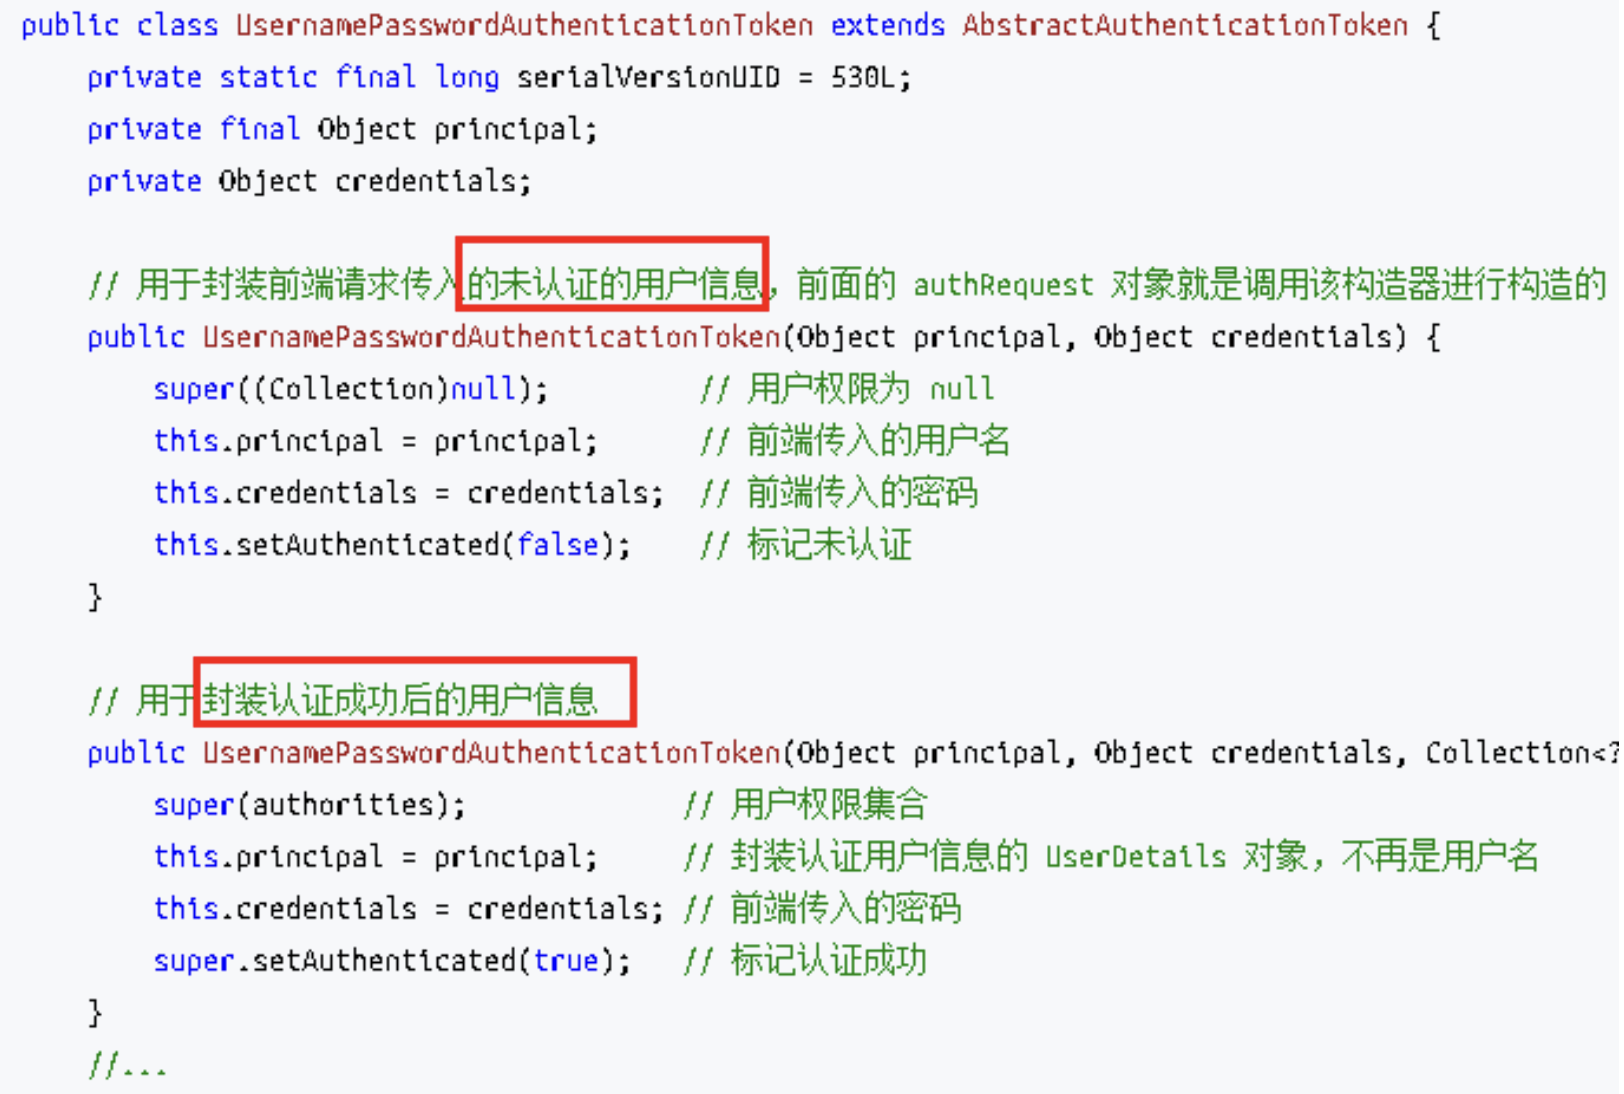 public class UsernamePasswordAuthenticationToken extends AbstractAuthenticationToken {
    private static final long serialVersionUID = 530L;
    private final Object principal;
    private Object credentials;
    // 用于封装前端请求传入的未认证的用户信息，前面的 authRequest 对象就是调用该构造器进行构造的
    public UsernamePasswordAuthenticationToken(Object principal, Object credentials) {
        super((Collection)null);         // 用户权限为 null
        this.principal = principal;      // 前端传入的用户名
        this.credentials = credentials;  // 前端传入的密码
        this.setAuthenticated(false);    // 标记未认证
    }
    // 用于封装认证成功后的用户信息
    public UsernamePasswordAuthenticationToken(Object principal, Object credentials, Collection<?
        super(authorities);             // 用户权限集合
        this.principal = principal;     // 封装认证用户信息的 UserDetails 对象，不再是用户名
        this.credentials = credentials; // 前端传入的密码
        super.setAuthenticated(true);   // 标记认证成功
    }
    //...